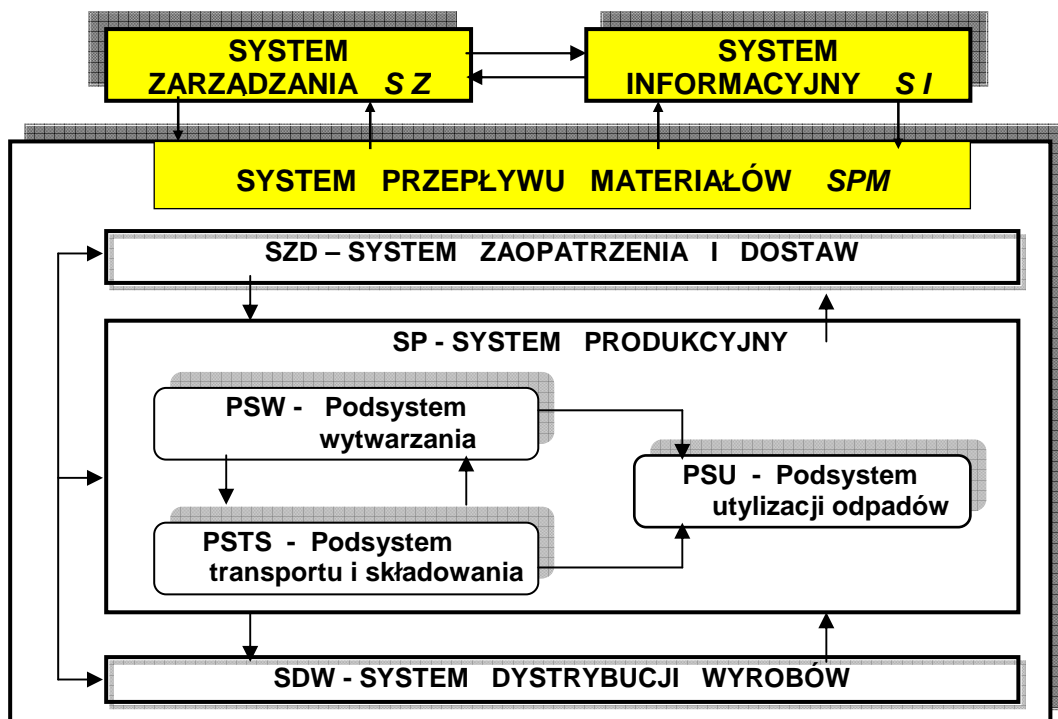 SYSTEM
ZARZĄDZANIA S Z
SYSTEM
INFORMACYJNY S I
SYSTEM PRZEPŁYWU MATERIAŁÓW SPM
SZD – SYSTEM ZAOPATRZENIA I DOSTAW
SP - SYSTEM PRODUKCYJNY
PSW - Podsystem
wytwarzania
PSU - Podsystem
utylizacji odpadów
PSTS - Podsystem
transportu i składowania
SDW - SYSTEM DYSTRYBUCJI WYROBÓW